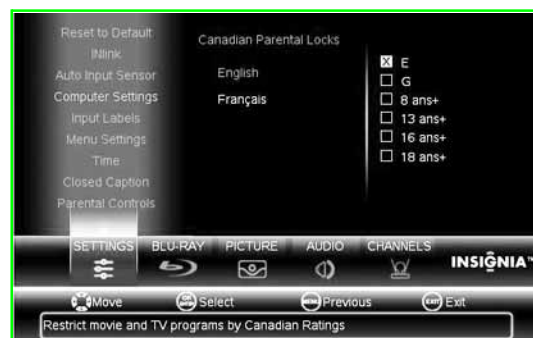 Reset to Default
INlink
Auto Input Sensor
Computer Settings
Input Labels
Menu Settings
Time
Closed Caption
Parental Controls
Canadian Parental Locks
English
Français
X E
G
8 ans+
13 ans+
16 ans+
18 ans+
SETTINGS BLU-RAY PICTURE AUDIO CHANNELS
INSIGNIA™
Move Select Previous Exit
Restrict movie and TV programs by Canadian Ratings